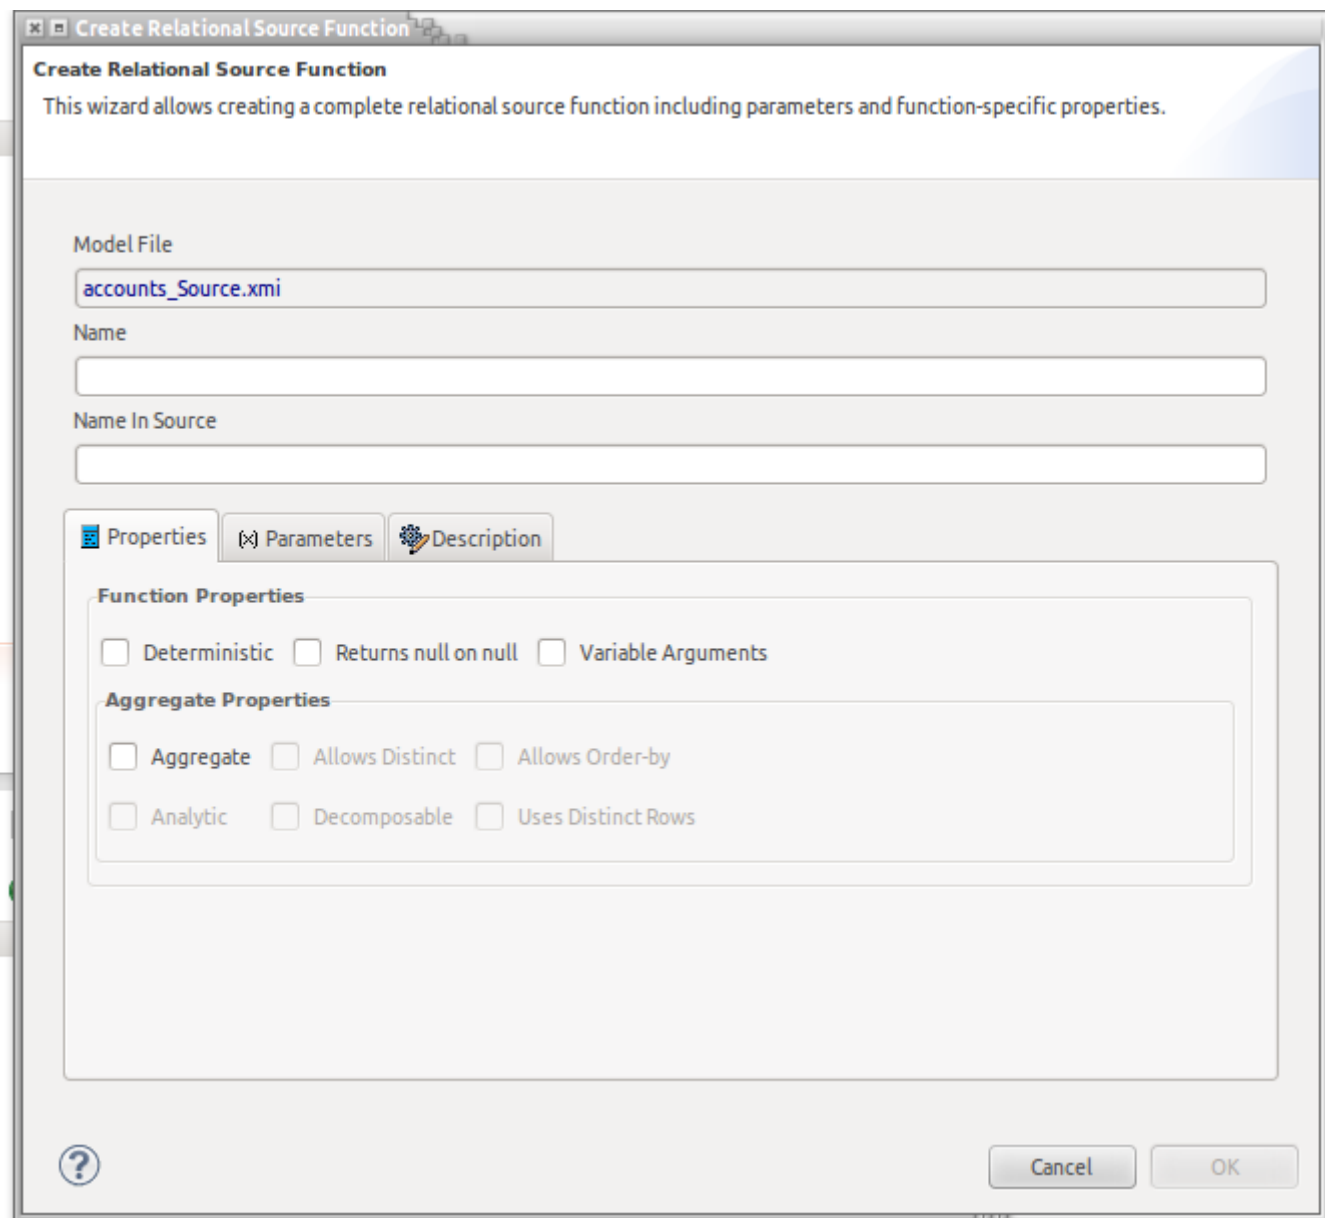 Create Relational Source Function
Create Relational Source Function
This wizard allows creating a complete relational source function including parameters and function-specific properties.
Model File
accounts_Source.xmi
Name
Name In Source
Properties (x) Parameters Description
Function Properties
Deterministic Returns null on null Variable Arguments
Aggregate Properties
Aggregate Allows Distinct Allows Order-by
Analytic Decomposable Uses Distinct Rows
? Cancel OK